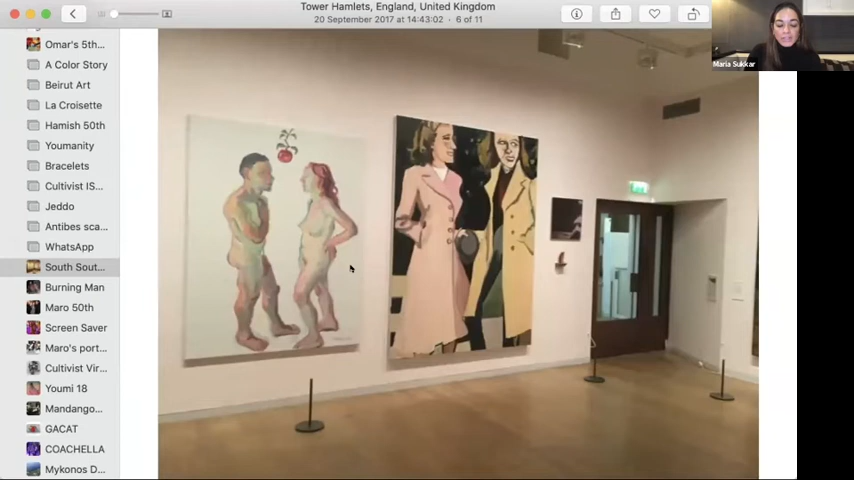 Tower Hamlets, England, United Kingdom
20 September 2017 at 14:43:02 · 6 of 11
Maria Sukkar
Omar's 5th...
A Color Story
Beirut Art
La Croisette
Hamish 50th
Youmanity
Bracelets
Cultivist IS...
Jeddo
Antibes sca...
WhatsApp
South Sout...
Burning Man
Maro 50th
Screen Saver
Maro's port...
Cultivist Vir...
Youmi 18
Mandango...
GACAT
COACHELLA
Mykonos D...